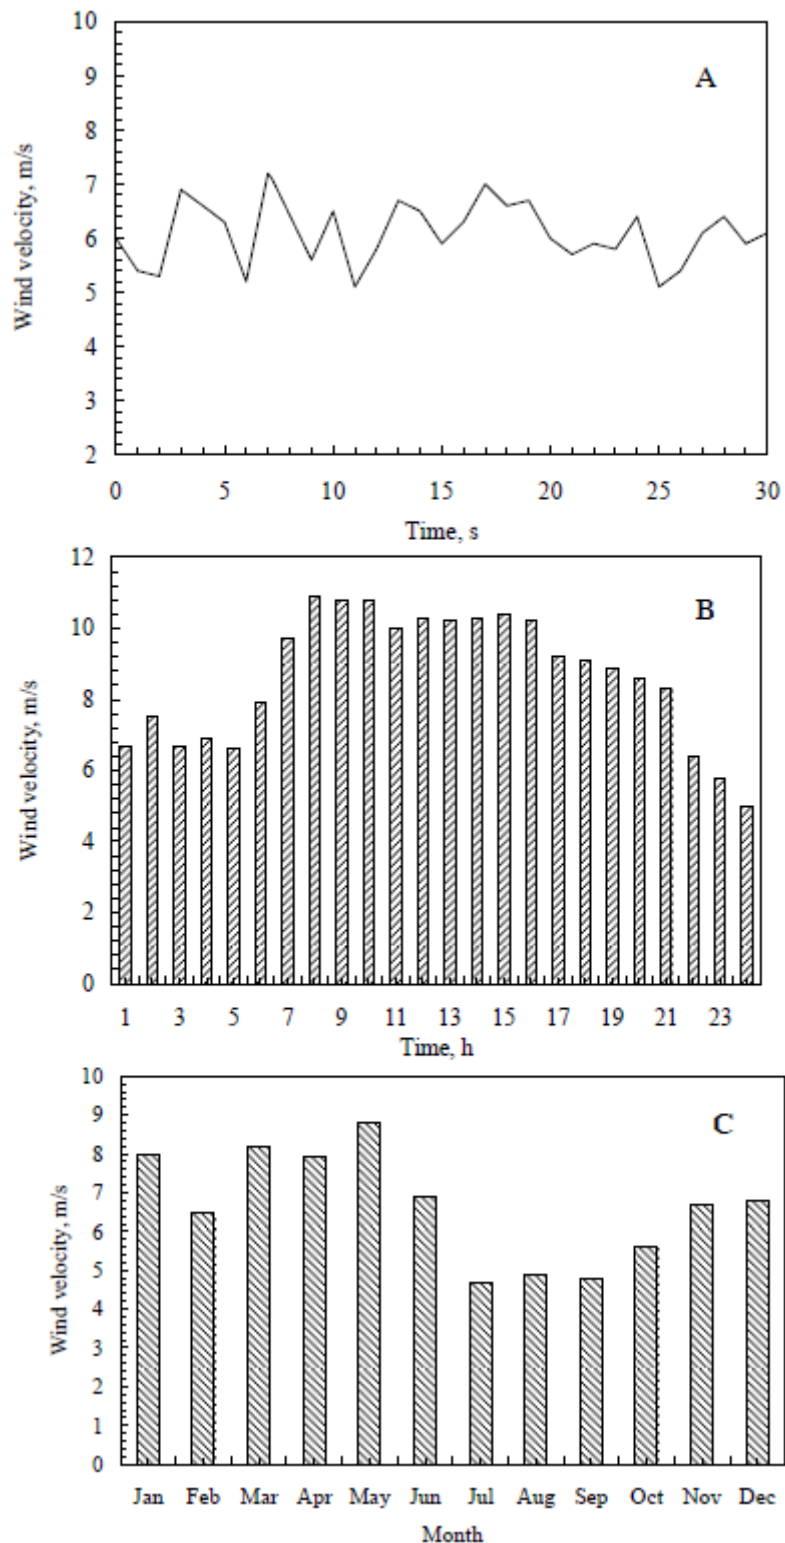 10
A
9
8
7
6
5
4
3
2
Wind velocity, m/s
0 5 10 15 20 25 30
Time, s
12
B
10
8
6
4
2
0
Wind velocity, m/s
1 3 5 7 9 11 13 15 17 19 21 23
Time, h
10
C
9
8
7
6
5
4
3
2
1
0
Wind velocity, m/s
Jan Feb Mar Apr May Jun Jul Aug Sep Oct Nov Dec
Month